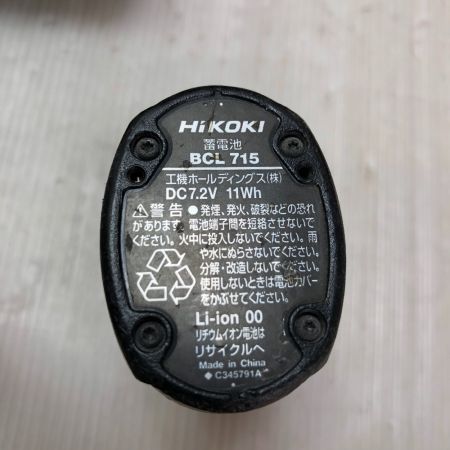 HiKOKI
蓄電池
BCL 715
工機ホールディングス(株)
DC7.2V 11Wh
⚠警告 ●発煙、発火、破裂などの恐れ
があります。電池端子間を短絡させないで
ください。火中に投入しないでください。雨
や水にぬらさないでください。
分解・改造しないでください。
使用しないときは電池カバー
をかぶせてください。
Li-ion 00
リチウムイオン電池は
リサイクルへ
Made in China
◆C345791A